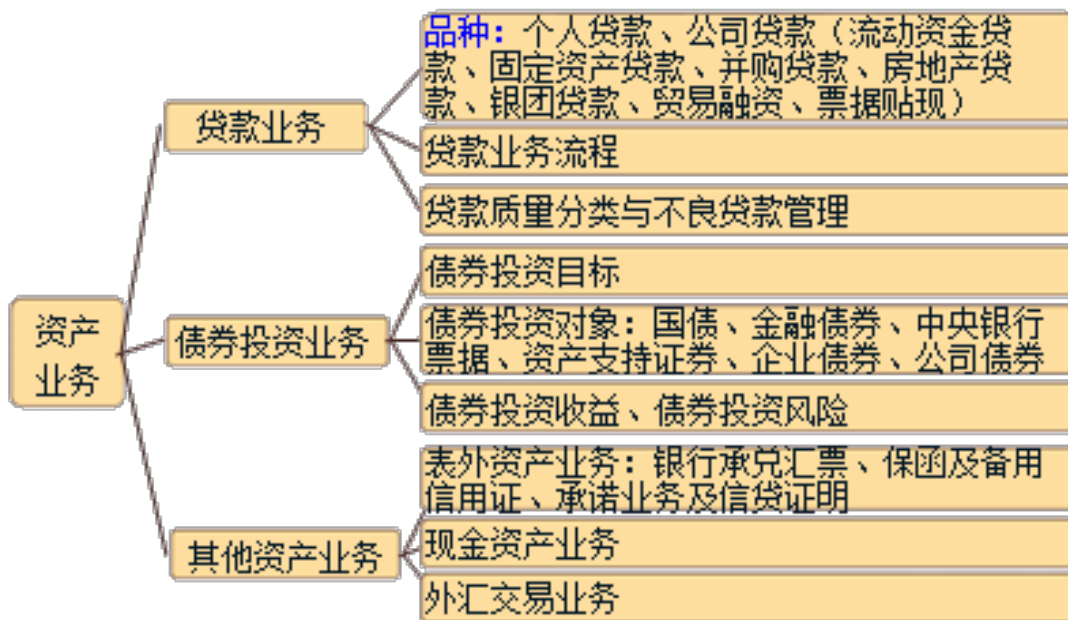 品种：个人贷款、公司贷款（流动资金贷
款、固定资产贷款、并购贷款、房地产贷
款、银团贷款、贸易融资、票据贴现）
贷款业务
贷款业务流程
贷款质量分类与不良贷款管理
债券投资目标
资产
业务
债券投资业务
债券投资对象：国债、金融债券、中央银行
票据、资产支持证券、企业债券、公司债券
债券投资收益、债券投资风险
表外资产业务：银行承兑汇票、保函及备用
信用证、承诺业务及信贷证明
其他资产业务
现金资产业务
外汇交易业务